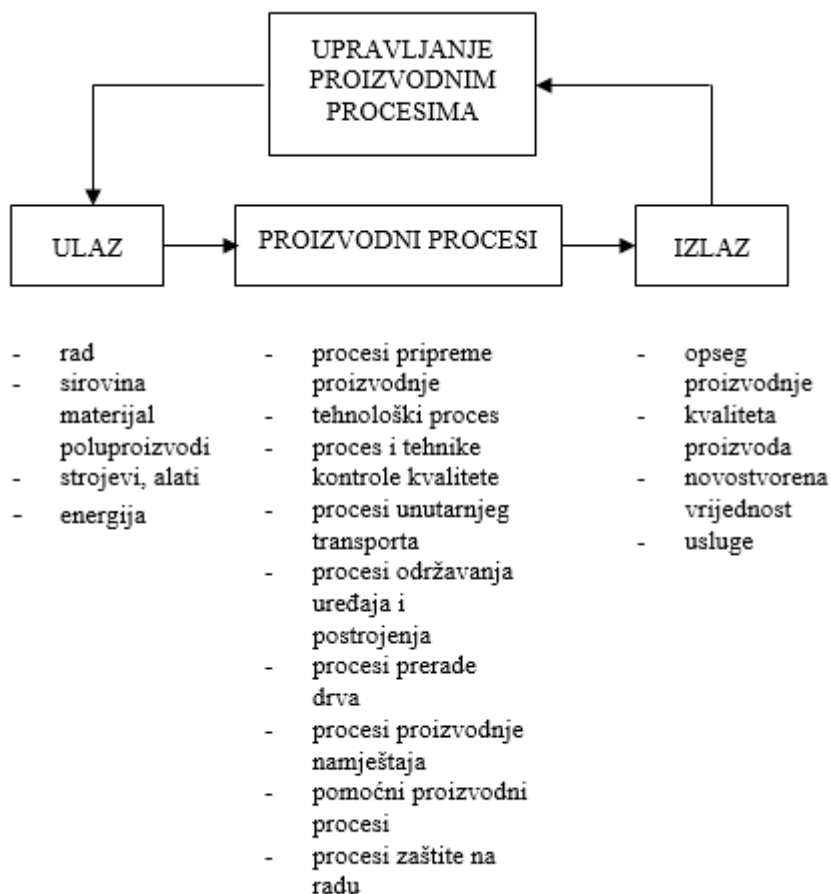 UPRAVLJANJE
PROIZVODNIM
PROCESIMA
ULAZ
PROIZVODNI PROCESI
IZLAZ
- rad
- sirovina
materijal
poluproizvodi
- strojevi, alati
- energija
- procesi pripreme
proizvodnje
- tehnološki proces
- proces i tehnike
kontrole kvalitete
- procesi unutarnjeg
transporta
- procesi održavanja
uređaja i
postrojenja
- procesi prerade
drva
- procesi proizvodnje
namještaja
- pomoćni proizvodni
procesi
- procesi zaštite na
radu
- opseg
proizvodnje
- kvaliteta
proizvoda
- novostvorena
vrijednost
- usluge